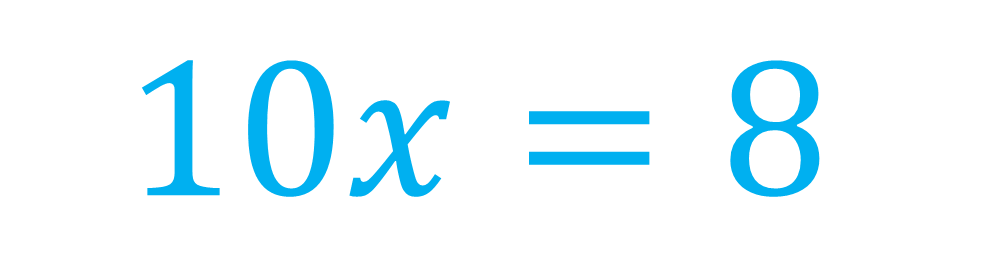 10x = 8